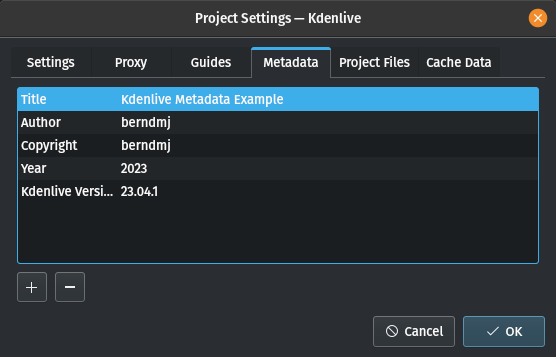 Project Settings — Kdenlive
Settings Proxy Guides Metadata Project Files Cache Data
Title Kdenlive Metadata Example
Author berndmj
Copyright berndmj
Year 2023
Kdenlive Versi... 23.04.1
Cancel OK